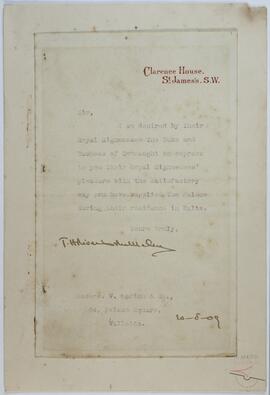 Clarence House.
St James's. S.W.
Sir,
I am desired by Their
Royal Highnesses The Duke and
Duchess of Connaught to express
to you Their Royal Highnesses'
pleasure with the satisfactory
way you have supplied The Palace
during their residence in Malta.
Yours truly,
Messrs. V. & Co.,
Palace Square,
Valletta.
20-5-09